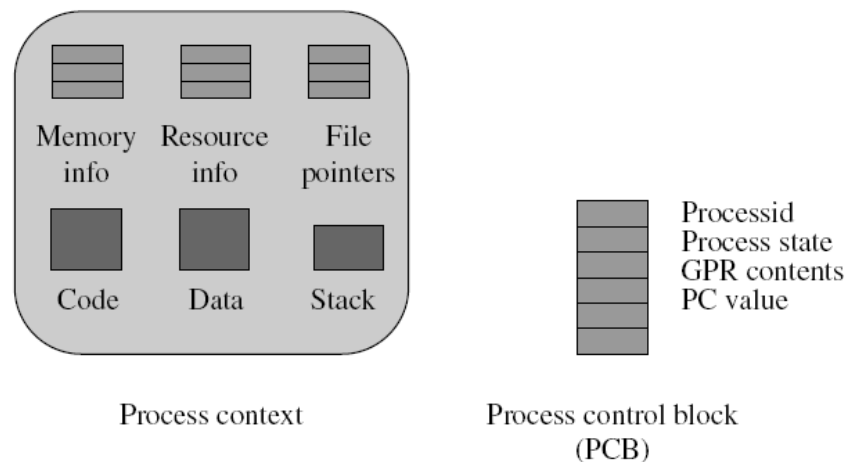 Memory info
Resource info
File pointers
Code
Data
Stack
Processid
Process state
GPR contents
PC value
Process context
Process control block
(PCB)